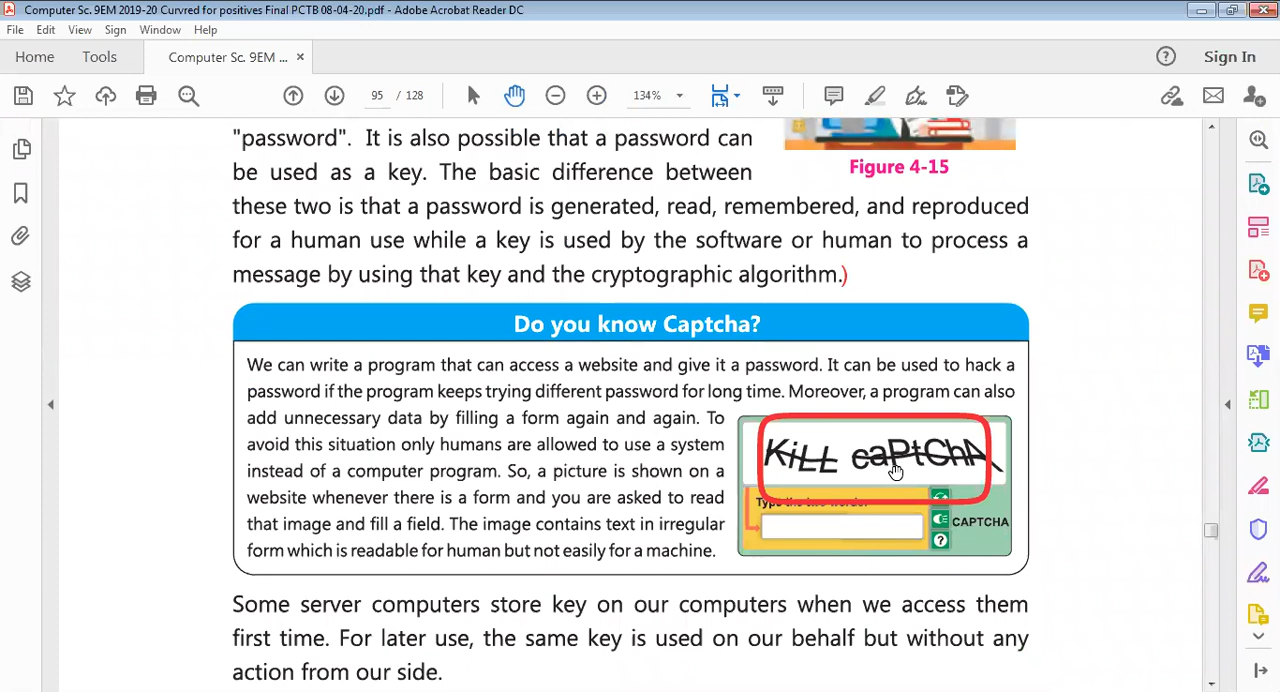 Computer Sc. 9EM 2019-20 Curvred for positives Final PCTB 08-04-20.pdf - Adobe Acrobat Reader DC
File Edit View Sign Window Help
Home Tools Computer Sc. 9EM ... × Sign In
95 / 128 134%
"password". It is also possible that a password can
be used as a key. The basic difference between
Figure 4-15
these two is that a password is generated, read, remembered, and reproduced
for a human use while a key is used by the software or human to process a
message by using that key and the cryptographic algorithm.)
Do you know Captcha?
We can write a program that can access a website and give it a password. It can be used to hack a
password if the program keeps trying different password for long time. Moreover, a program can also
add unnecessary data by filling a form again and again. To
avoid this situation only humans are allowed to use a system
instead of a computer program. So, a picture is shown on a
website whenever there is a form and you are asked to read
that image and fill a field. The image contains text in irregular
form which is readable for human but not easily for a machine.
KiLL caPtChA
Type the two words:
CAPTCHA
Some server computers store key on our computers when we access them
first time. For later use, the same key is used on our behalf but without any
action from our side.